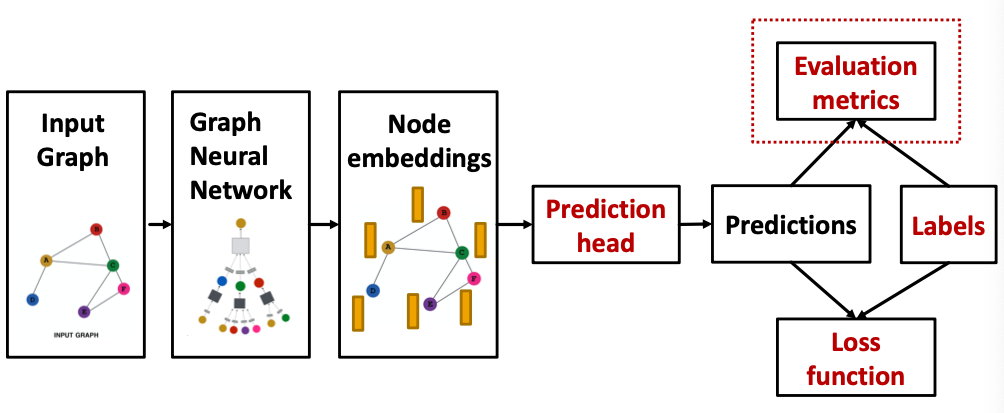 Input
Graph
B
A
C
F
D
E
INPUT GRAPH
Graph
Neural
Network
Node
embeddings
B
A
C
F
D
E
Prediction
head
Predictions
Labels
Evaluation
metrics
Loss
function